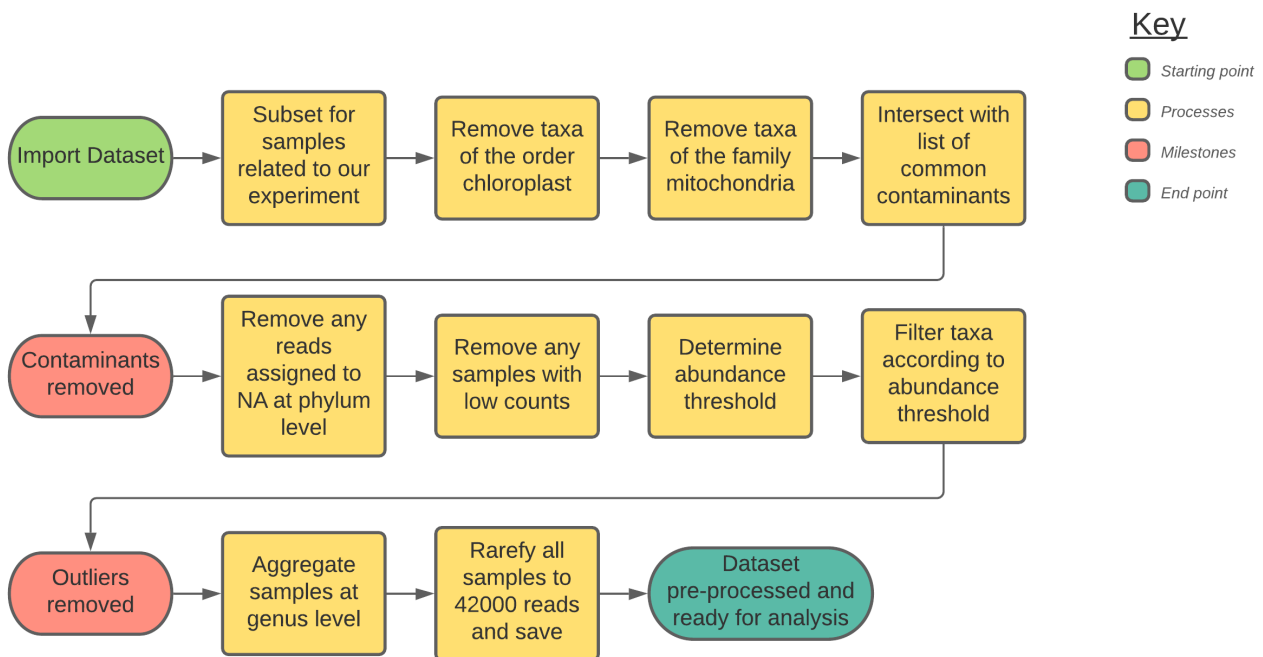 Key
Starting point
Processes
Milestones
End point
Import Dataset
Subset for
samples
related to our
experiment
Remove taxa
of the order
chloroplast
Remove taxa
of the family
mitochondria
Intersect with
list of
common
contaminants
Contaminants
removed
Remove any
reads
assigned to
NA at phylum
level
Remove any
samples with
low counts
Determine
abundance
threshold
Filter taxa
according to
abundance
threshold
Outliers
removed
Aggregate
samples at
genus level
Rarefy all
samples to
42000 reads
and save
Dataset
pre-processed and
ready for analysis